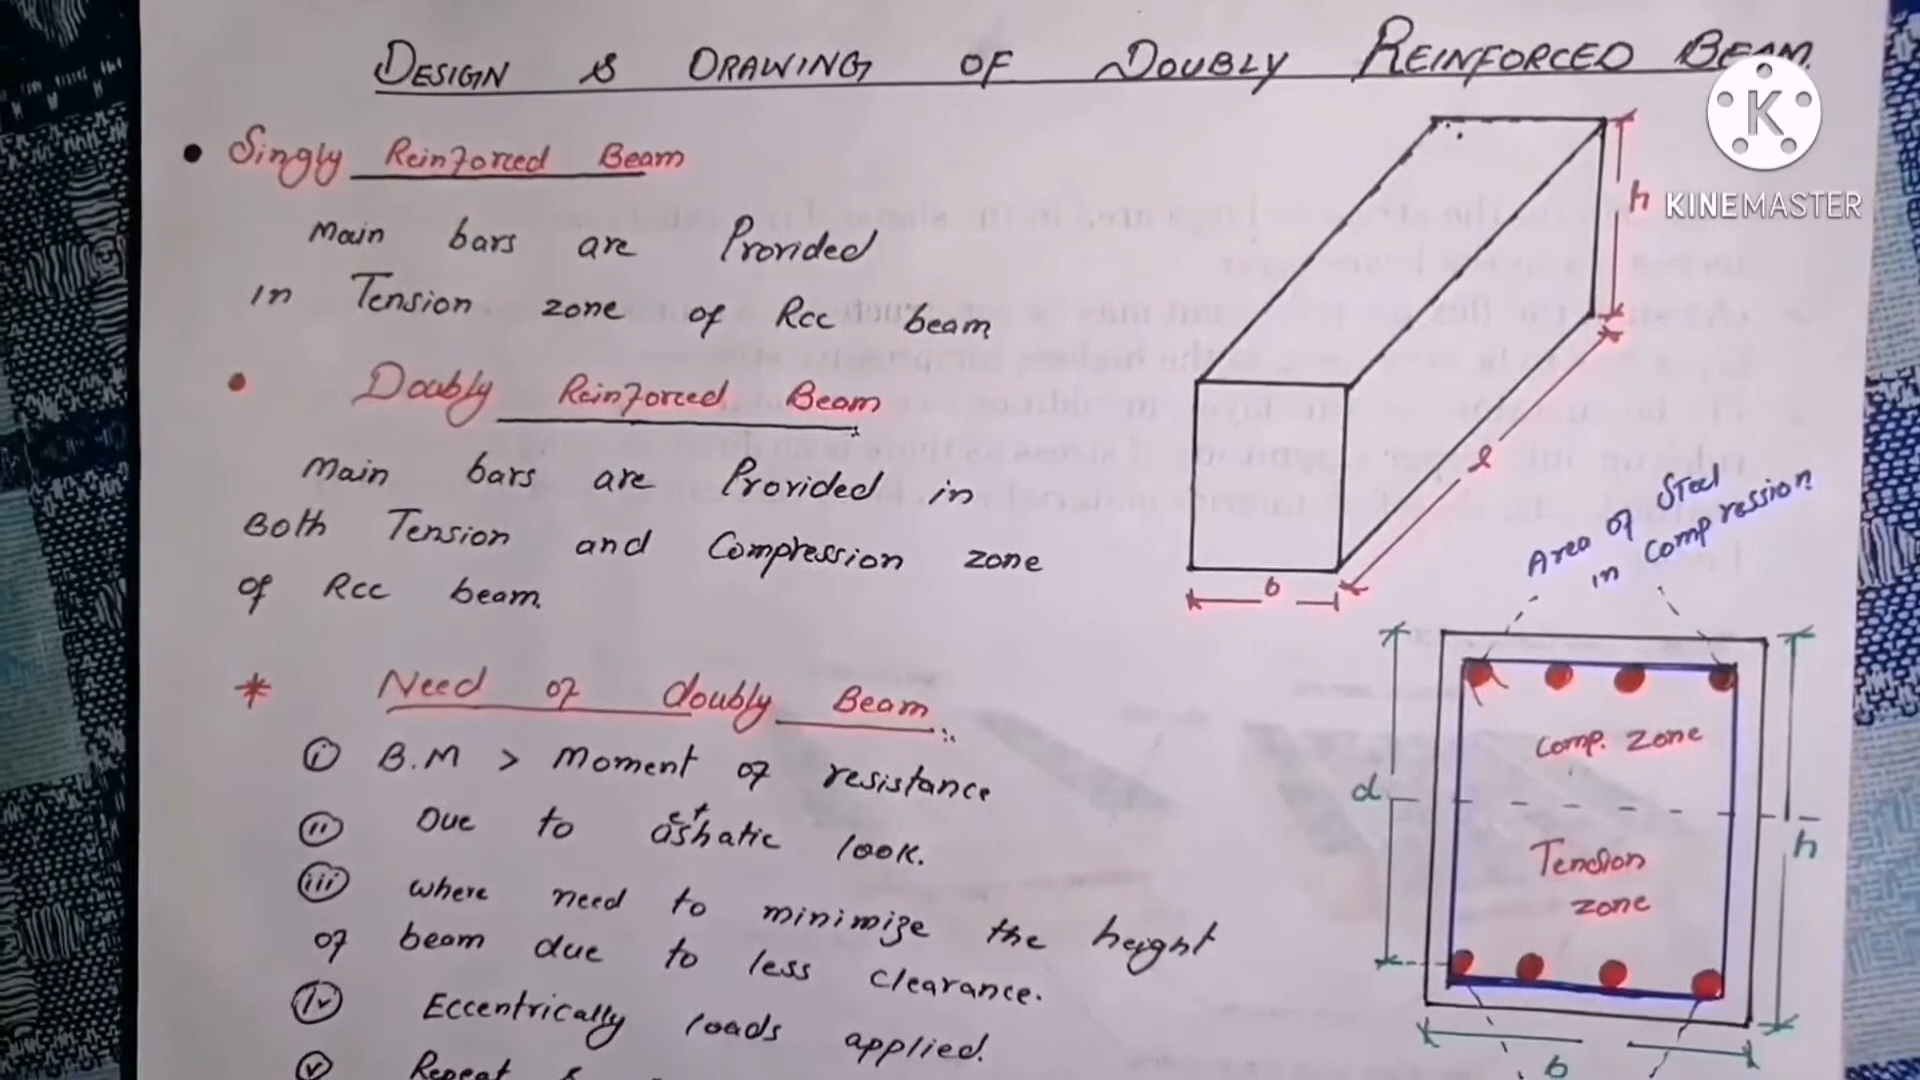 DESIGN & DRAWING OF DOUBLY REINFORCED BEAM.
K
KINEMASTER
• Singly Reinforced Beam
Main bars are Provided
in Tension zone of Rcc beam
• Doubly Reinforced Beam
Main bars are Provided in
Both Tension and Compression zone
of Rcc beam.
* Need of doubly Beam:
(i) B.M > Moment of resistance
(ii) Due to ashatic look.
et
(iii) where need to minimize the height
of beam due to less clearance.
(iv) Eccentrically loads applied.
(v) Repeat &
h
l
b
Area of Steel
in Compression
Comp. Zone
d
h
Tension
zone
b